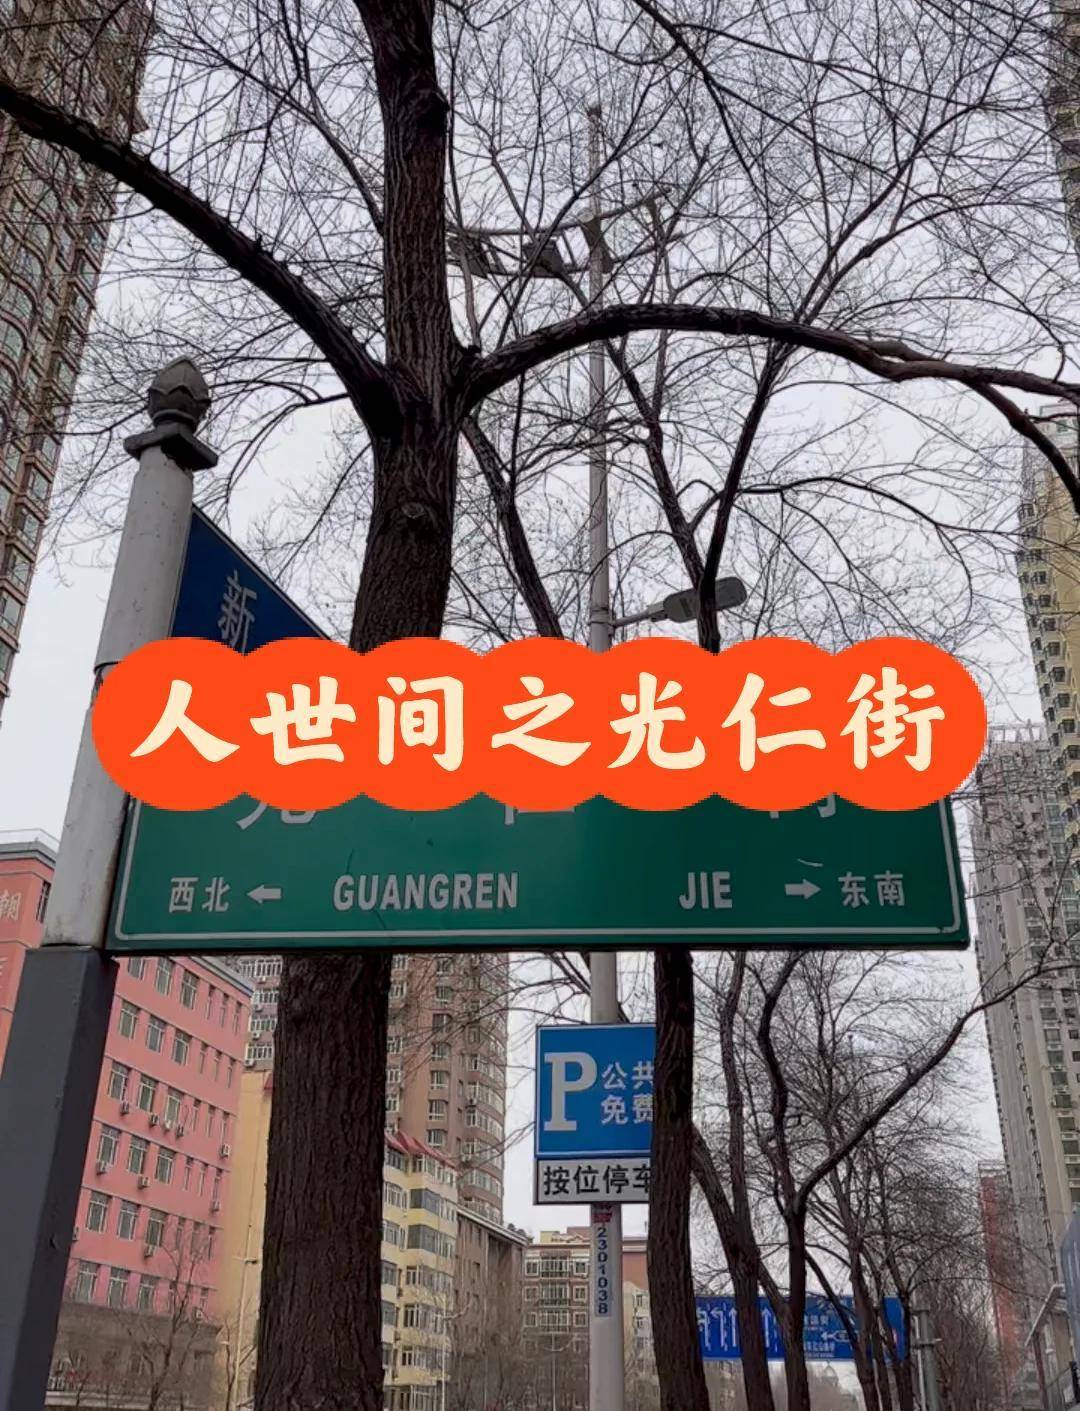 新
人世间之光仁街
西北 ← GUANGREN JIE → 东南
朝
P 公共
免费
按位停车
2301038